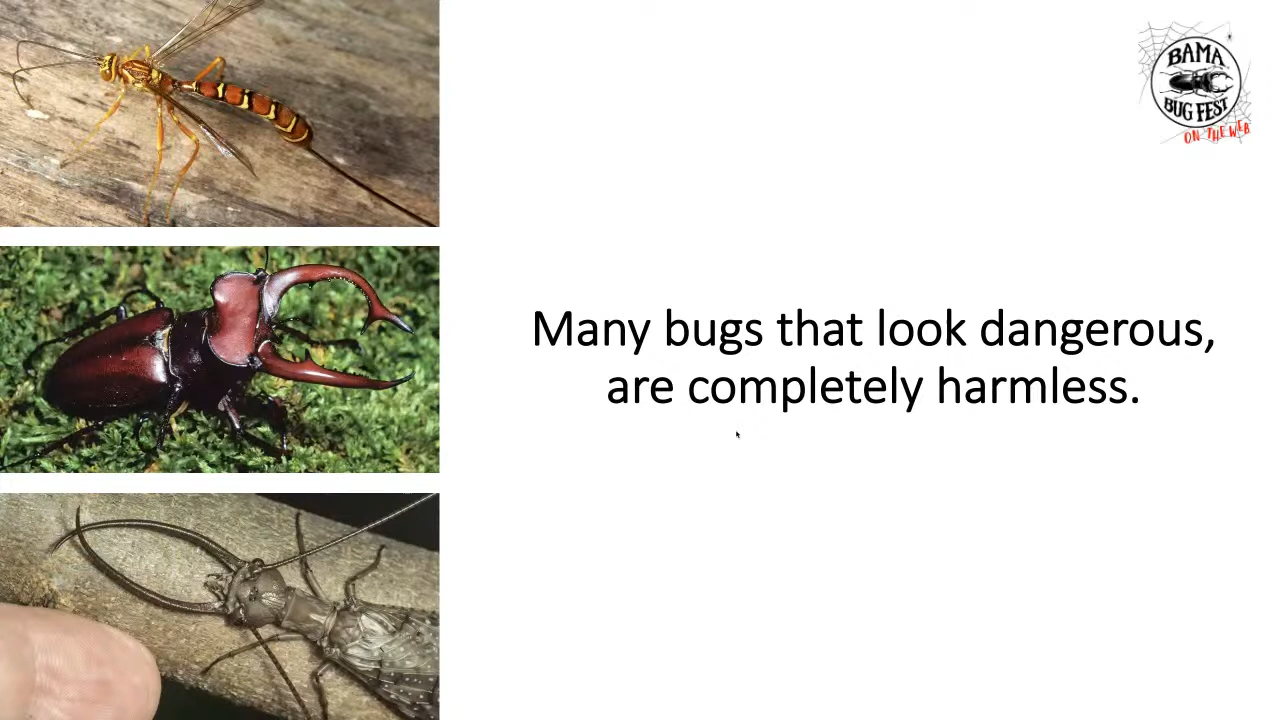 BAMA
BUG FEST
ON THE WEB
Many bugs that look dangerous,
are completely harmless.